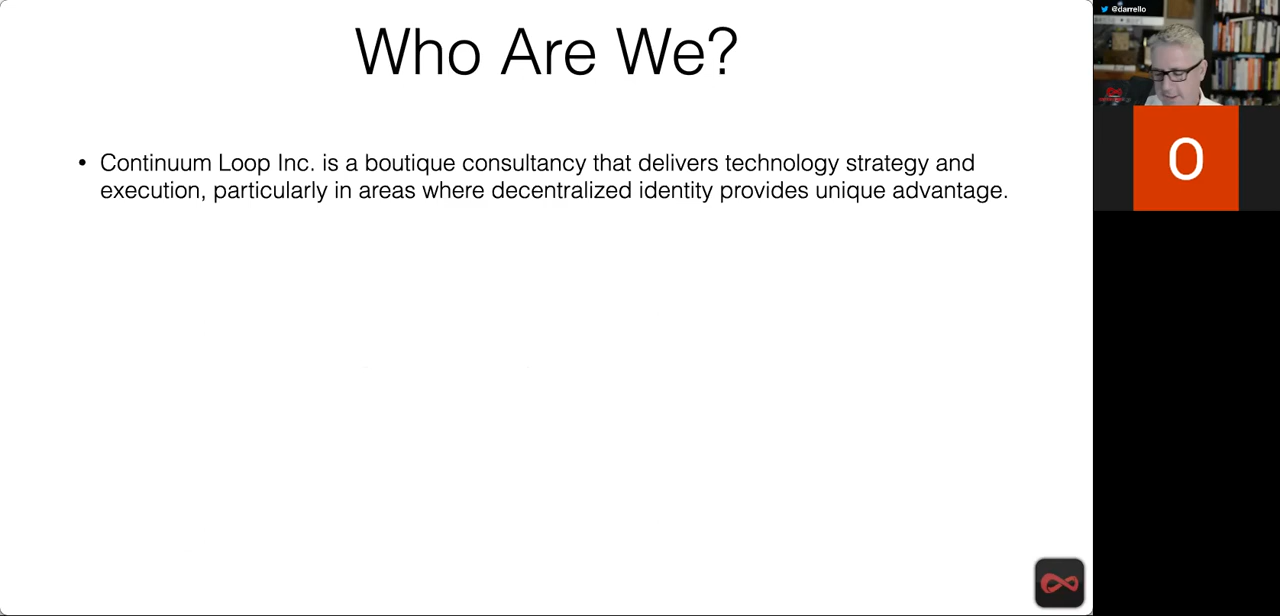 Who Are We?
• Continuum Loop Inc. is a boutique consultancy that delivers technology strategy and
execution, particularly in areas where decentralized identity provides unique advantage.
@darrello
O